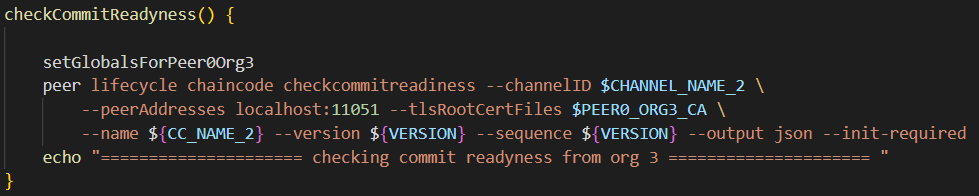 checkCommitReadyness() {
setGlobalsForPeer0Org3
peer lifecycle chaincode checkcommitreadiness --channelID $CHANNEL_NAME_2 \
--peerAddresses localhost:11051 --tlsRootCertFiles $PEER0_ORG3_CA \
--name ${CC_NAME_2} --version ${VERSION} --sequence ${VERSION} --output json --init-required
echo "===================== checking commit readyness from org 3 ===================== "
}